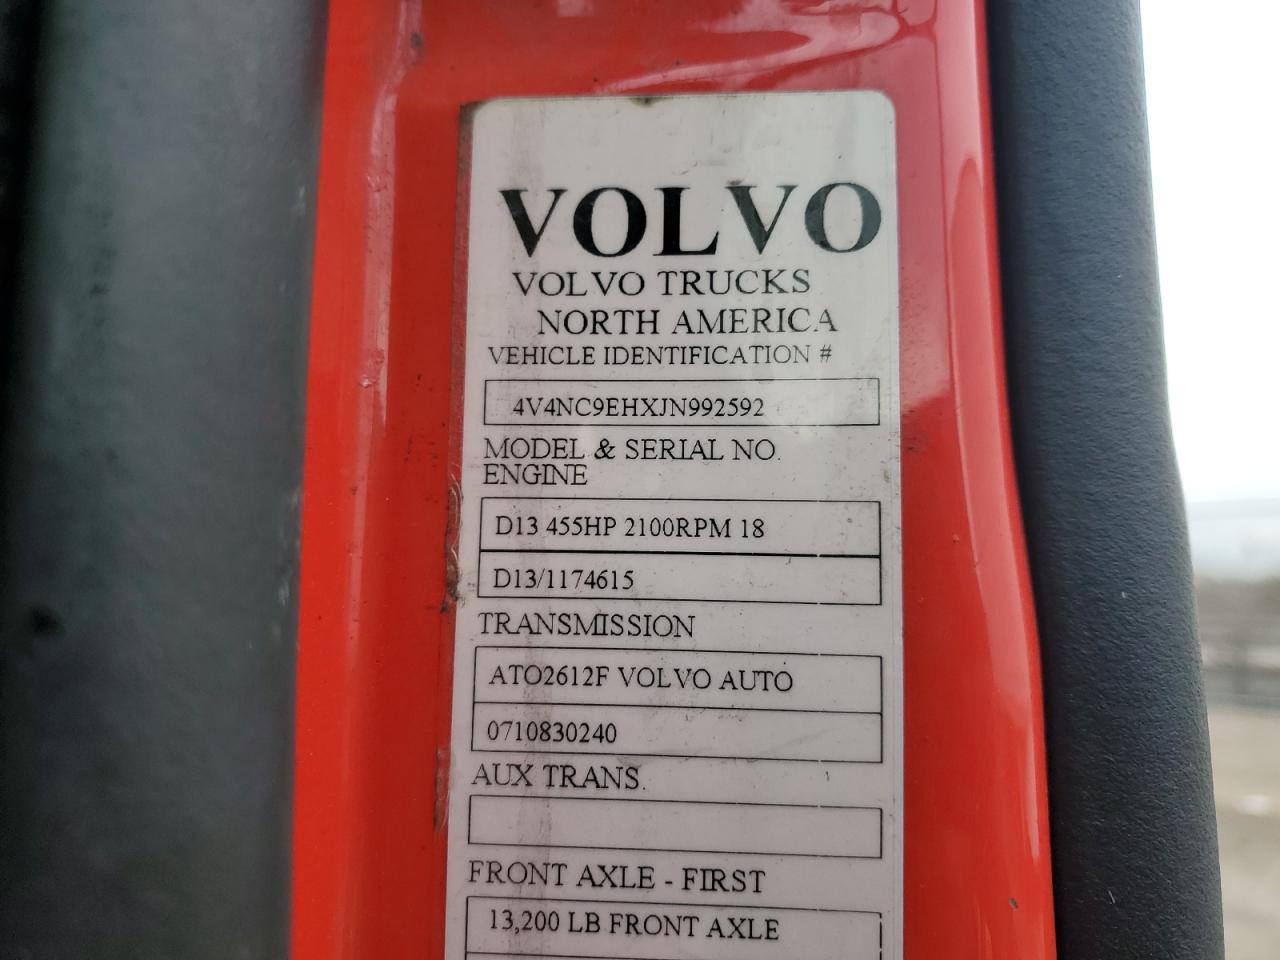 VOLVO
VOLVO TRUCKS
NORTH AMERICA
VEHICLE IDENTIFICATION #
4V4NC9EHXJN992592
MODEL & SERIAL NO.
ENGINE
D13 455HP 2100RPM 18
D13/1174615
TRANSMISSION
ATO2612F VOLVO AUTO
0710830240
AUX TRANS.
FRONT AXLE - FIRST
13,200 LB FRONT AXLE